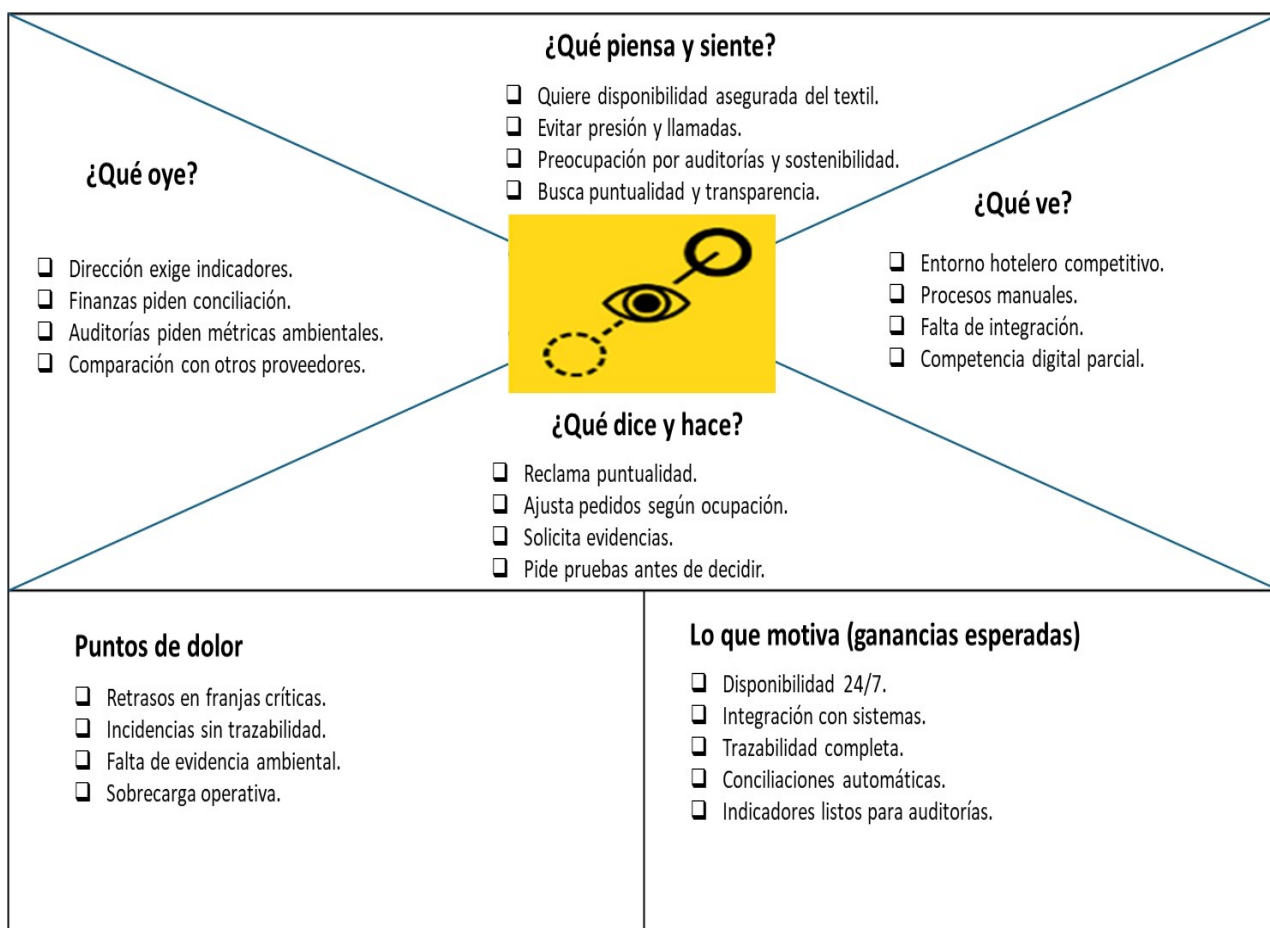 ¿Qué piensa y siente?
Quiere disponibilidad asegurada del textil.
Evitar presión y llamadas.
Preocupación por auditorías y sostenibilidad.
Busca puntualidad y transparencia.
¿Qué oye?
Dirección exige indicadores.
Finanzas piden conciliación.
Auditorías piden métricas ambientales.
Comparación con otros proveedores.
¿Qué ve?
Entorno hotelero competitivo.
Procesos manuales.
Falta de integración.
Competencia digital parcial.
¿Qué dice y hace?
Reclama puntualidad.
Ajusta pedidos según ocupación.
Solicita evidencias.
Pide pruebas antes de decidir.
Puntos de dolor
Retrasos en franjas críticas.
Incidencias sin trazabilidad.
Falta de evidencia ambiental.
Sobrecarga operativa.
Lo que motiva (ganancias esperadas)
Disponibilidad 24/7.
Integración con sistemas.
Trazabilidad completa.
Conciliaciones automáticas.
Indicadores listos para auditorías.